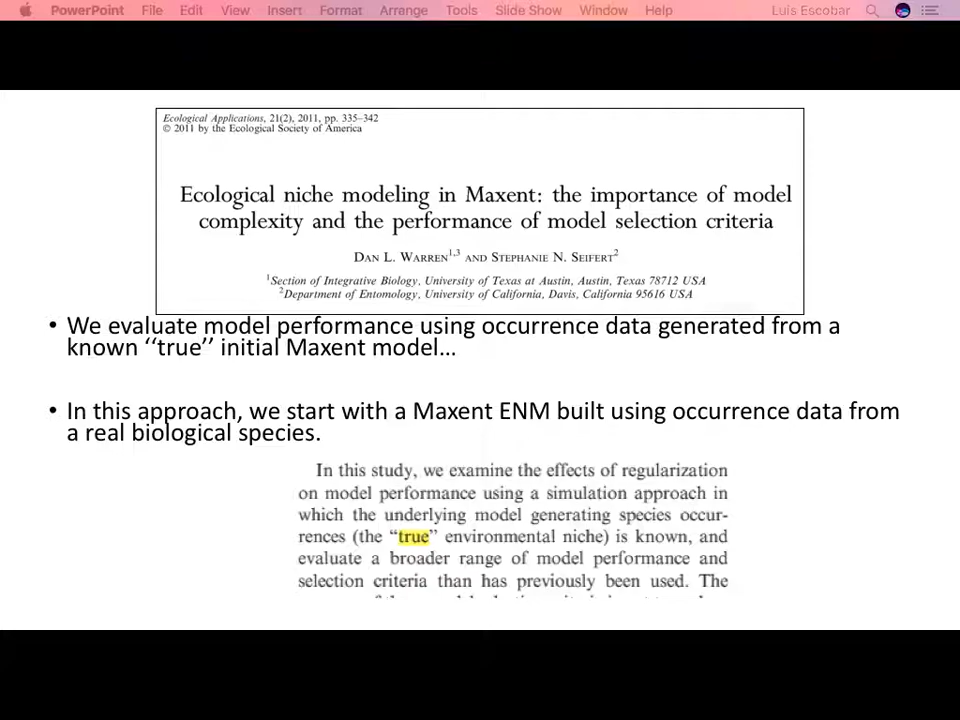 PowerPoint File Edit View Insert Format Arrange Tools Slide Show Window Help Luis Escobar
Ecological Applications, 21(2), 2011, pp. 335–342
© 2011 by the Ecological Society of America
Ecological niche modeling in Maxent: the importance of model
complexity and the performance of model selection criteria
Dan L. Warren1,3 and Stephanie N. Seifert2
1Section of Integrative Biology, University of Texas at Austin, Austin, Texas 78712 USA
2Department of Entomology, University of California, Davis, California 95616 USA
• We evaluate model performance using occurrence data generated from a
known ‘‘true’’ initial Maxent model…
• In this approach, we start with a Maxent ENM built using occurrence data from
a real biological species.
In this study, we examine the effects of regularization
on model performance using a simulation approach in
which the underlying model generating species occur-
rences (the “true” environmental niche) is known, and
evaluate a broader range of model performance and
selection criteria than has previously been used. The